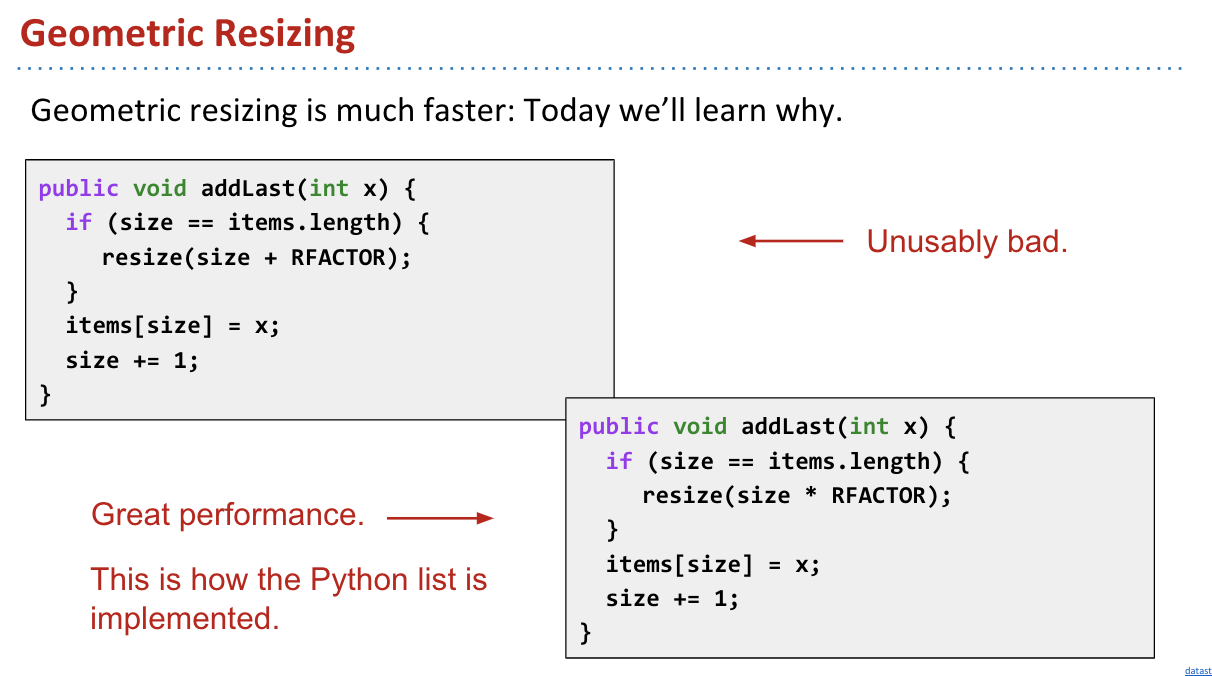 Geometric Resizing
Geometric resizing is much faster: Today we’ll learn why.
public void addLast(int x) {
if (size == items.length) {
resize(size + RFACTOR);
}
items[size] = x;
size += 1;
}
Unusably bad.
public void addLast(int x) {
if (size == items.length) {
resize(size * RFACTOR);
}
items[size] = x;
size += 1;
}
Great performance.
This is how the Python list is
implemented.
datast